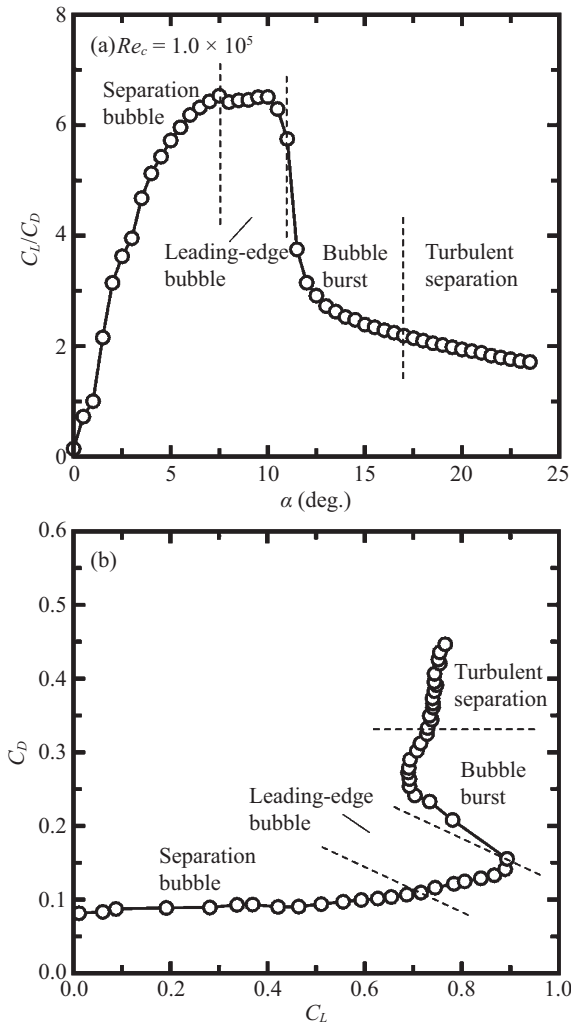 (a) Re_c = 1.0 × 10⁵
Separation
bubble
Leading-edge
bubble
Bubble
burst
Turbulent
separation
C_L/C_D
8
6
4
2
0
0 5 10 15 20 25
α (deg.)
(b)
Turbulent
separation
Bubble
burst
Leading-edge
bubble
Separation
bubble
C_D
0.6
0.5
0.4
0.3
0.2
0.1
0.0
0.0 0.2 0.4 0.6 0.8 1.0
C_L